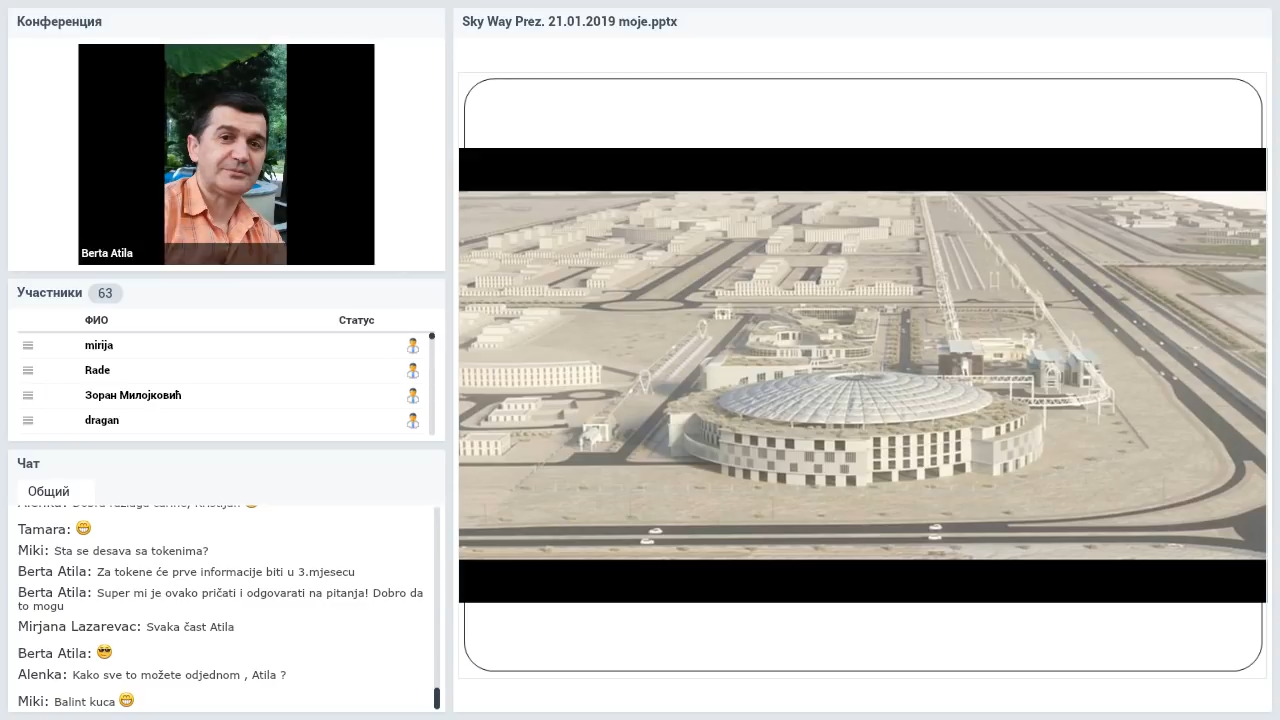 Конференция
Berta Atila
Участники 63
ФИО Статус
mirija
Rade
Зоран Милојковић
dragan
Чат
Общий
Tamara:
Miki: Sta se desava sa tokenima?
Berta Atila: Za tokene će prve informacije biti u 3.mjesecu
Berta Atila: Super mi je ovako pričati i odgovarati na pitanja! Dobro da
to mogu
Mirjana Lazarevac: Svaka čast Atila
Berta Atila:
Alenka: Kako sve to možete odjednom , Atila ?
Miki: Balint kuca
Sky Way Prez. 21.01.2019 moje.pptx